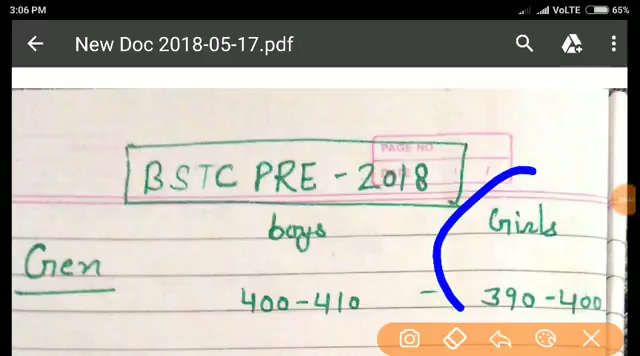 3:06 PM VoLTE 65%
New Doc 2018-05-17.pdf
PAGE NO
BSTC PRE - 2018
boys Girls
Gen
400-410 - 390-400